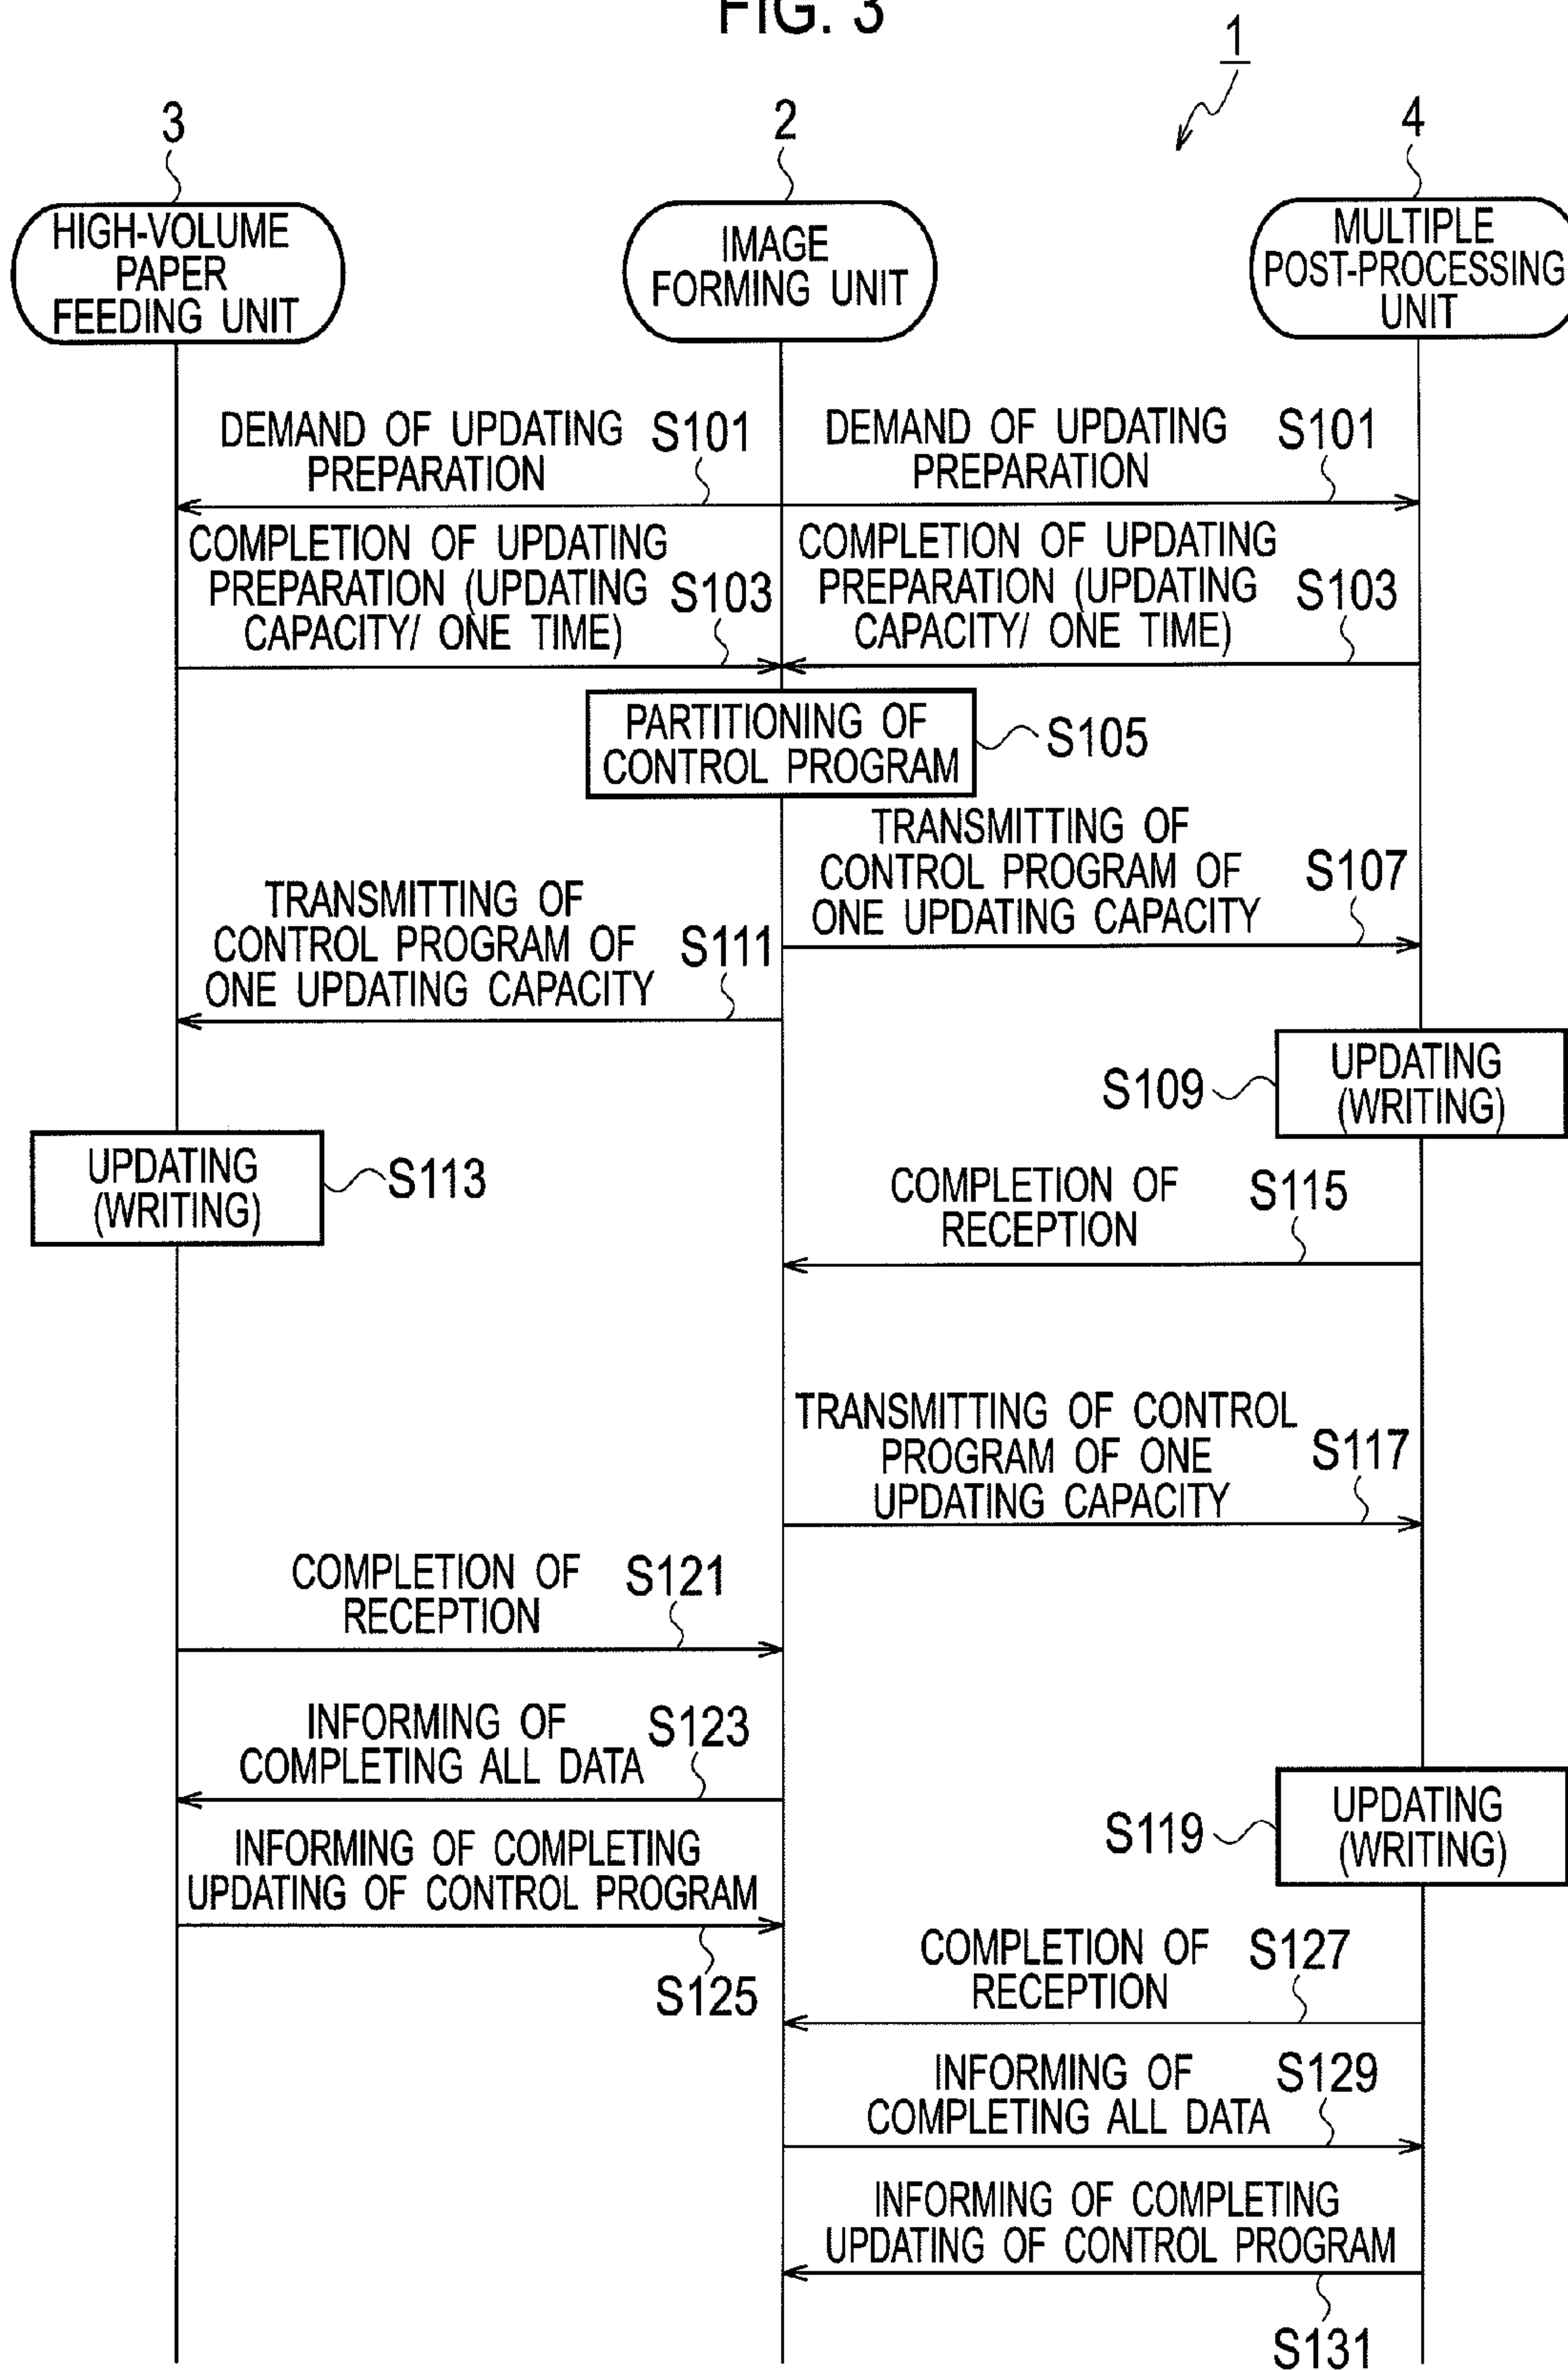 FIG. 3
1
3
2
4
HIGH-VOLUME
PAPER
FEEDING UNIT
IMAGE
FORMING UNIT
MULTIPLE
POST-PROCESSING
UNIT
DEMAND OF UPDATING
PREPARATION
S101
DEMAND OF UPDATING
PREPARATION
S101
COMPLETION OF UPDATING
PREPARATION (UPDATING
CAPACITY/ ONE TIME)
S103
COMPLETION OF UPDATING
PREPARATION (UPDATING
CAPACITY/ ONE TIME)
S103
PARTITIONING OF
CONTROL PROGRAM
S105
TRANSMITTING OF
CONTROL PROGRAM OF
ONE UPDATING CAPACITY
S107
TRANSMITTING OF
CONTROL PROGRAM OF
ONE UPDATING CAPACITY
S111
S109
UPDATING
(WRITING)
UPDATING
(WRITING)
S113
COMPLETION OF
RECEPTION
S115
TRANSMITTING OF CONTROL
PROGRAM OF ONE
UPDATING CAPACITY
S117
COMPLETION OF
RECEPTION
S121
INFORMING OF
COMPLETING ALL DATA
S123
S119
UPDATING
(WRITING)
INFORMING OF COMPLETING
UPDATING OF CONTROL PROGRAM
S125
COMPLETION OF
RECEPTION
S127
INFORMING OF
COMPLETING ALL DATA
S129
INFORMING OF COMPLETING
UPDATING OF CONTROL PROGRAM
S131